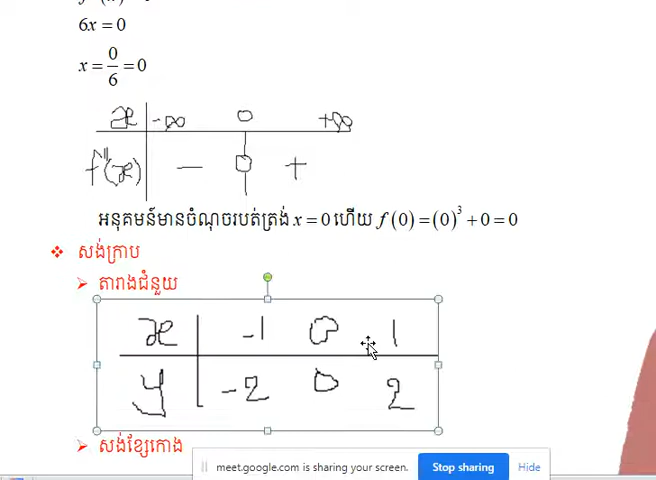 6x = 0
x = 0/6 = 0
x -∞ 0 +∞
f''(x) — 0 +
អនុគមន៍មានចំណុចរបត់ត្រង់ x = 0 ហើយ f (0) = (0)³ + 0 = 0
❖ សង់ក្រាប
➢ តារាងជំនួយ
x -1 0 1
y -2 0 2
➢ សង់ខ្សែកោង
meet.google.com is sharing your screen. Stop sharing Hide